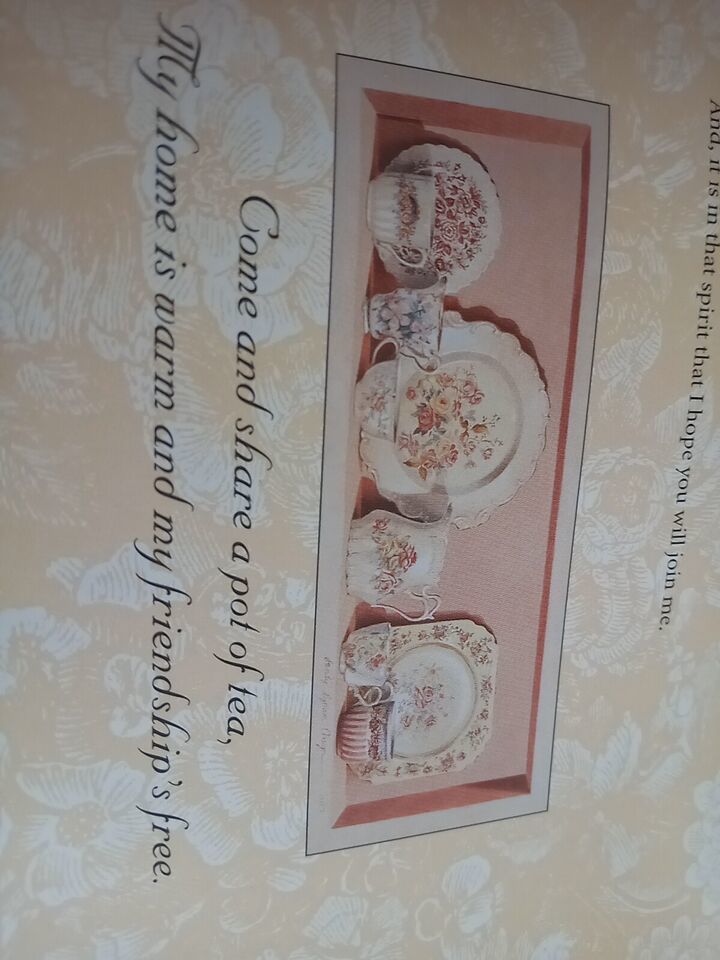 And, it is in that spirit that I hope you will join me.
Come and share a pot of tea,
My home is warm and my friendship's free.